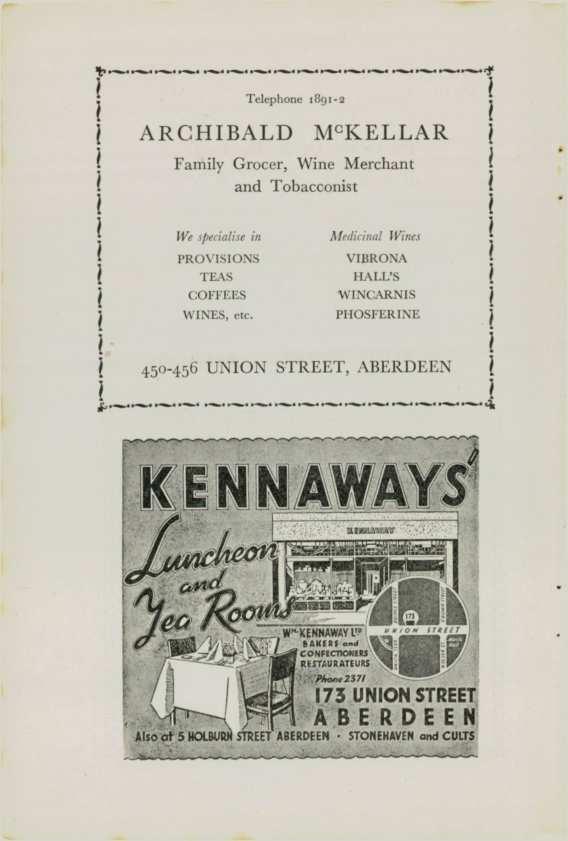 Telephone 1891-2
ARCHIBALD McKELLAR
Family Grocer, Wine Merchant
and Tobacconist
We specialise in
PROVISIONS
TEAS
COFFEES
WINES, etc.
Medicinal Wines
VIBRONA
HALL'S
WINCARNIS
PHOSFERINE
450-456 UNION STREET, ABERDEEN
KENNAWAYS'
Luncheon
and
Tea Rooms
KENNAWAY
173
UNION STREET
Wm KENNAWAY LTD
BAKERS and
CONFECTIONERS
RESTAURATEURS
Phone 2371
173 UNION STREET
ABERDEEN
Also at 5 HOLBURN STREET ABERDEEN · STONEHAVEN and CULTS